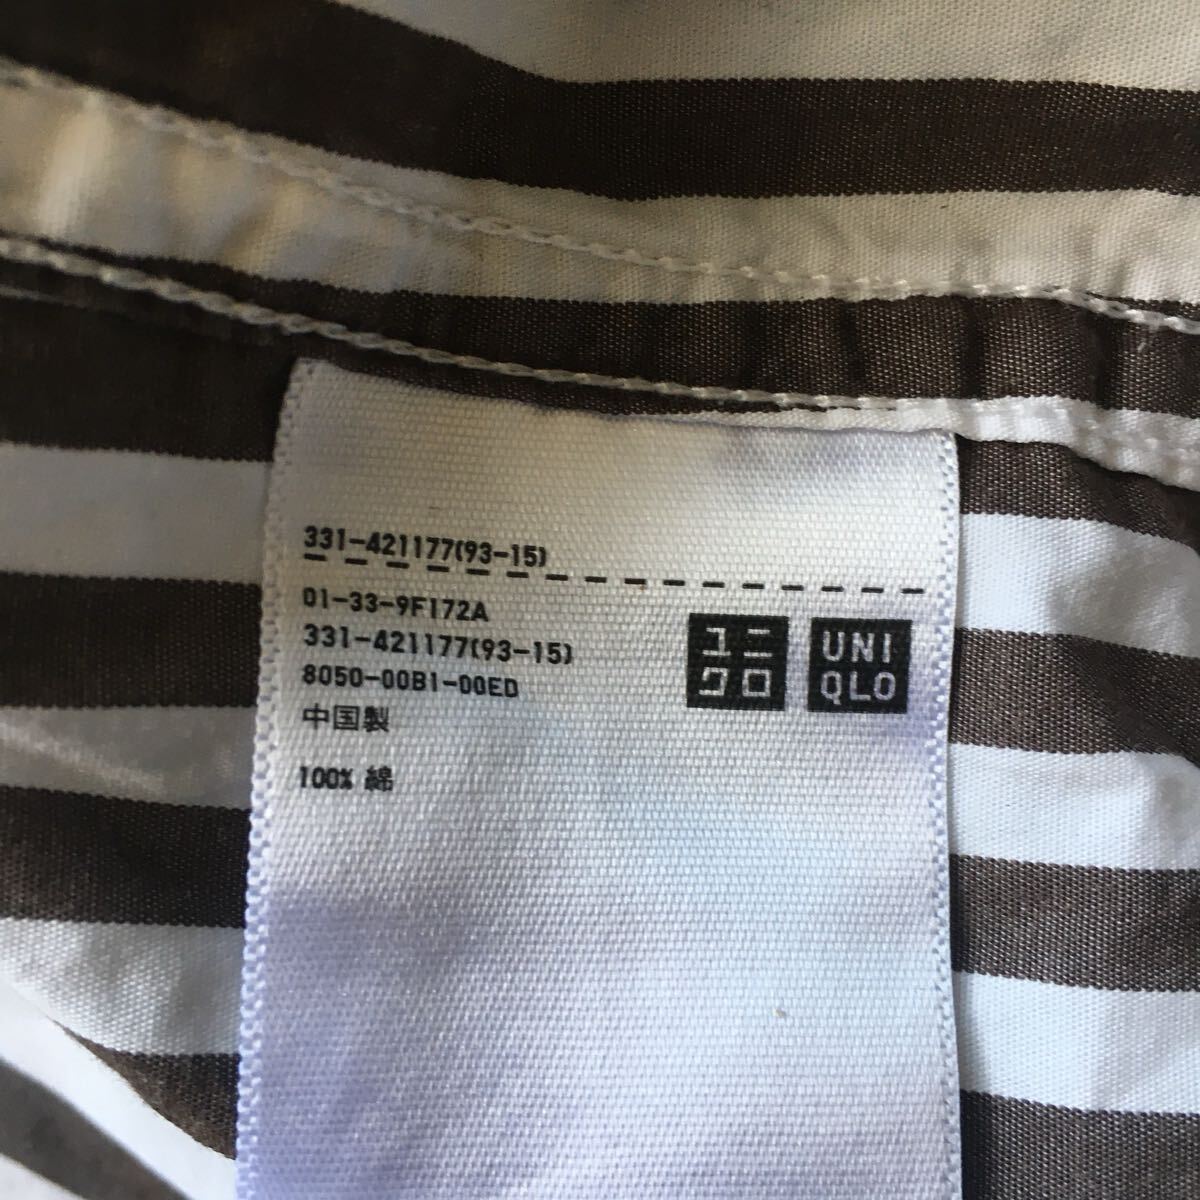 331-421177(93-15)
01-33-9F172A
331-421177(93-15)
8050-00B1-00ED
中国製
100% 綿
ユニ
クロ
UNI
QLO